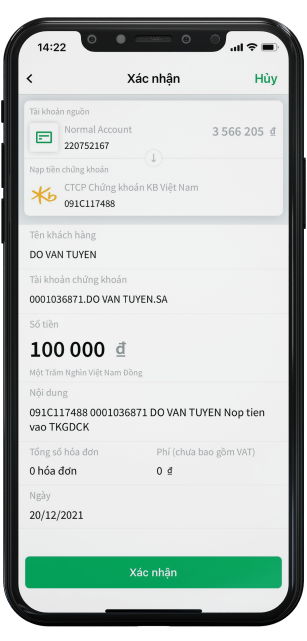 14:22
Xác nhận
Hủy
Tài khoản nguồn
Normal Account
3 566 205 ₫
220752167
Nạp tiền chứng khoán
CTCP Chứng khoán KB Việt Nam
091C117488
Tên khách hàng
DO VAN TUYEN
Tài khoản chứng khoán
0001036871.DO VAN TUYEN.SA
Số tiền
100 000 ₫
Một Trăm Nghìn Việt Nam Đồng
Nội dung
091C117488 0001036871 DO VAN TUYEN Nop tien
vao TKGDCK
Tổng số hóa đơn
Phí (chưa bao gồm VAT)
0 hóa đơn
0 ₫
Ngày
20/12/2021
Xác nhận